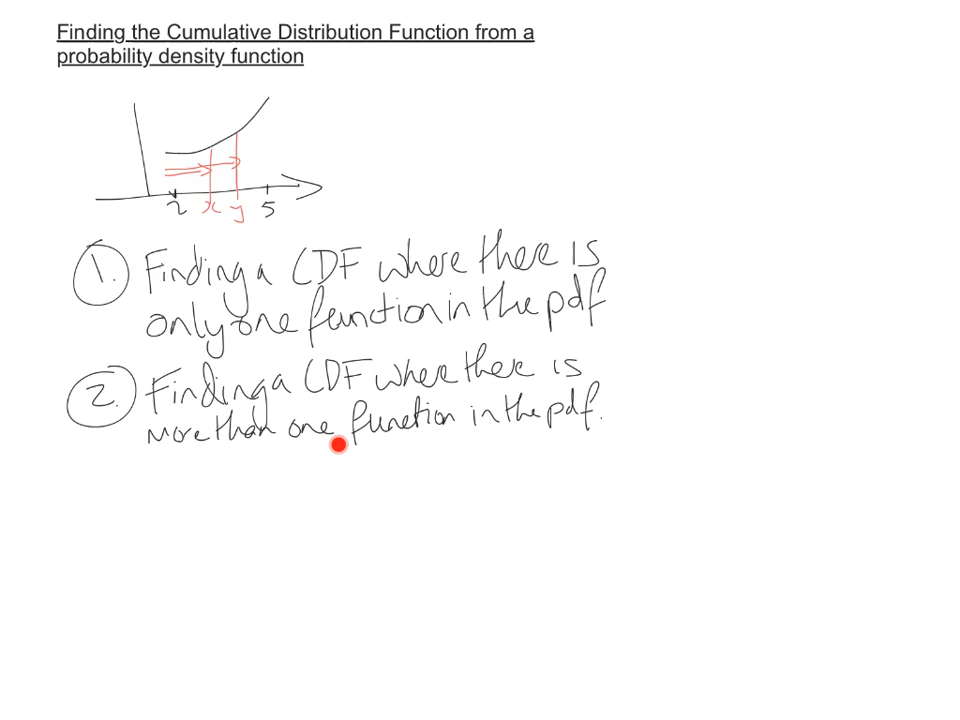 Finding the Cumulative Distribution Function from a
probability density function
2 x y 5
1. Finding a CDF where there is
only one function in the pdf
2. Finding a CDF where there is
more than one function in the pdf.